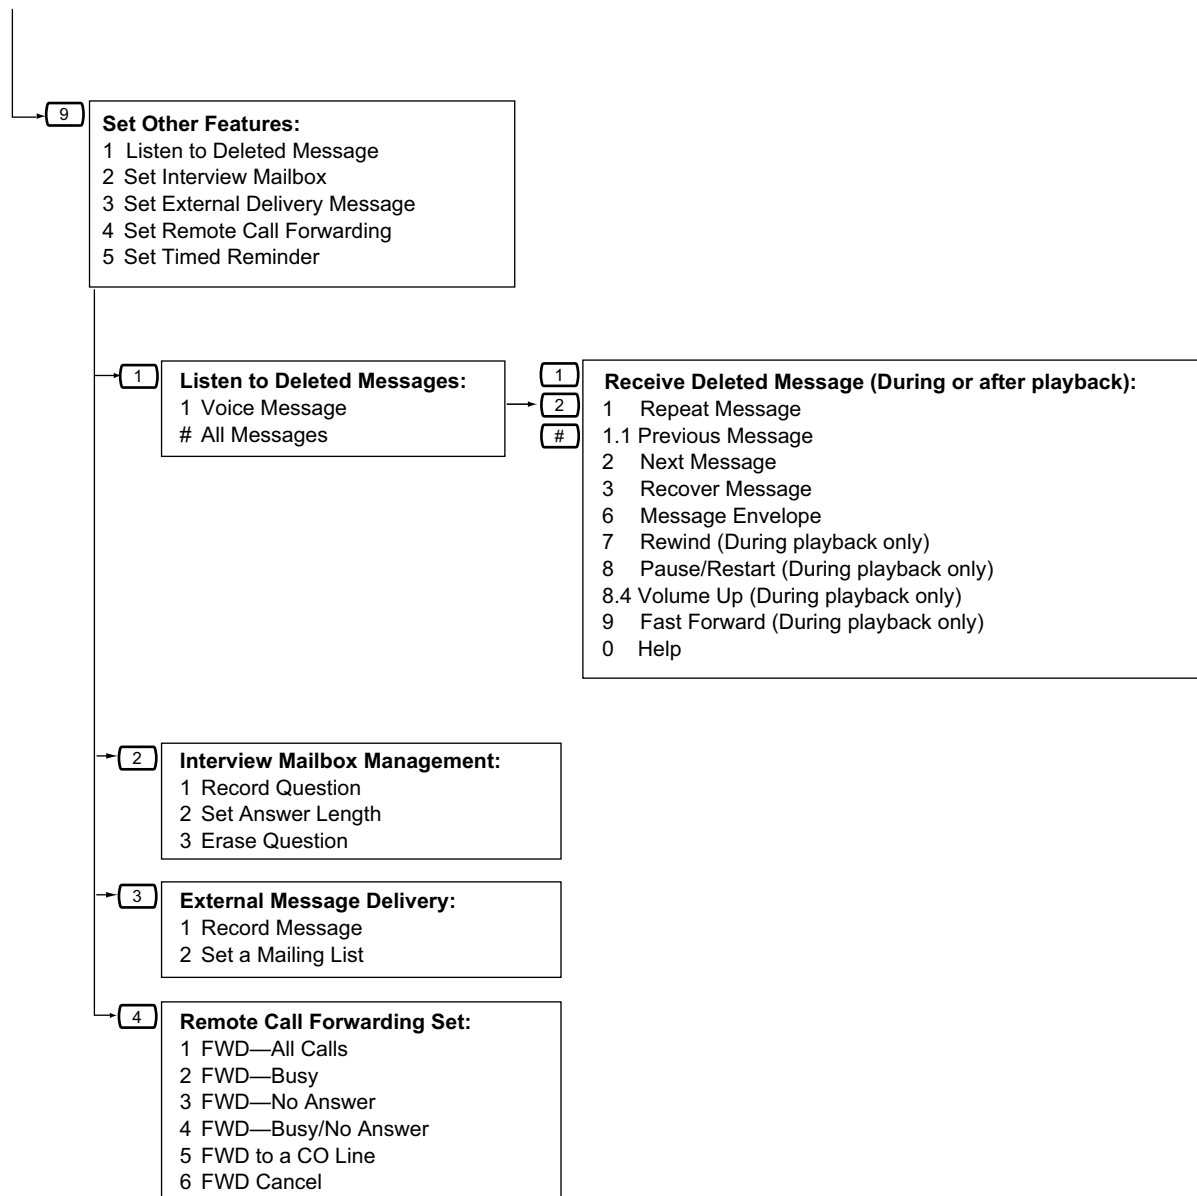 9
Set Other Features:
1 Listen to Deleted Message
2 Set Interview Mailbox
3 Set External Delivery Message
4 Set Remote Call Forwarding
5 Set Timed Reminder
1
Listen to Deleted Messages:
1 Voice Message
# All Messages
1
2
#
Receive Deleted Message (During or after playback):
1 Repeat Message
1.1 Previous Message
2 Next Message
3 Recover Message
6 Message Envelope
7 Rewind (During playback only)
8 Pause/Restart (During playback only)
8.4 Volume Up (During playback only)
9 Fast Forward (During playback only)
0 Help
2
Interview Mailbox Management:
1 Record Question
2 Set Answer Length
3 Erase Question
3
External Message Delivery:
1 Record Message
2 Set a Mailing List
4
Remote Call Forwarding Set:
1 FWD—All Calls
2 FWD—Busy
3 FWD—No Answer
4 FWD—Busy/No Answer
5 FWD to a CO Line
6 FWD Cancel